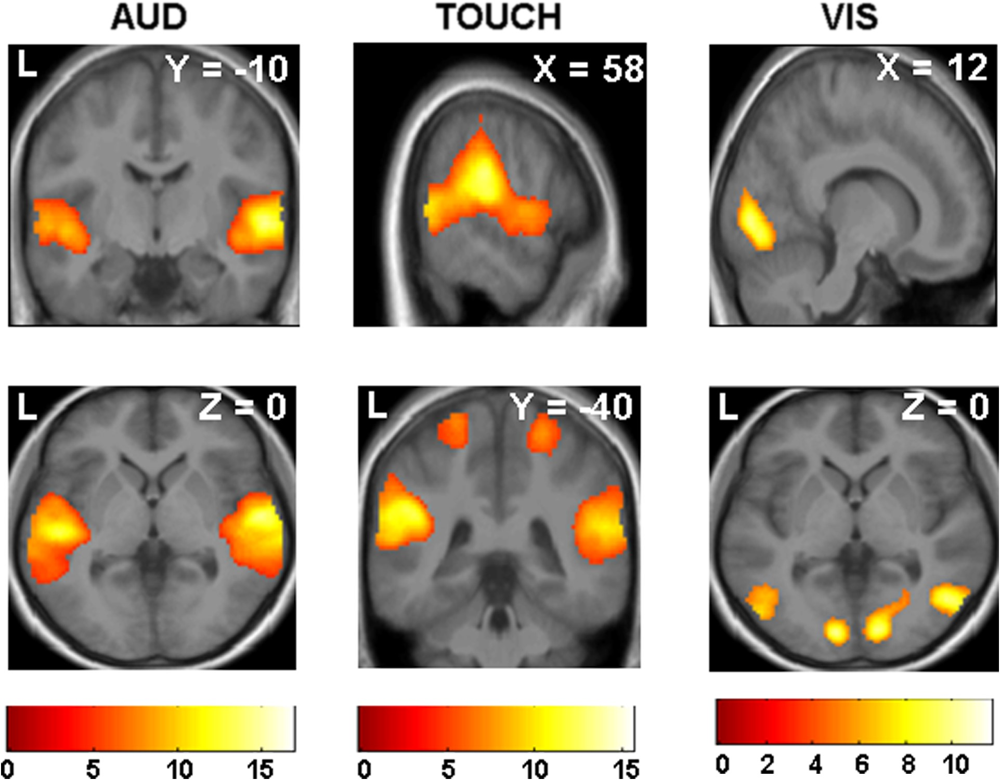 AUD TOUCH VIS
L Y = -10 X = 58 X = 12
L Z = 0 L Y = -40 L Z = 0
0 5 10 15 0 5 10 15 0 2 4 6 8 10